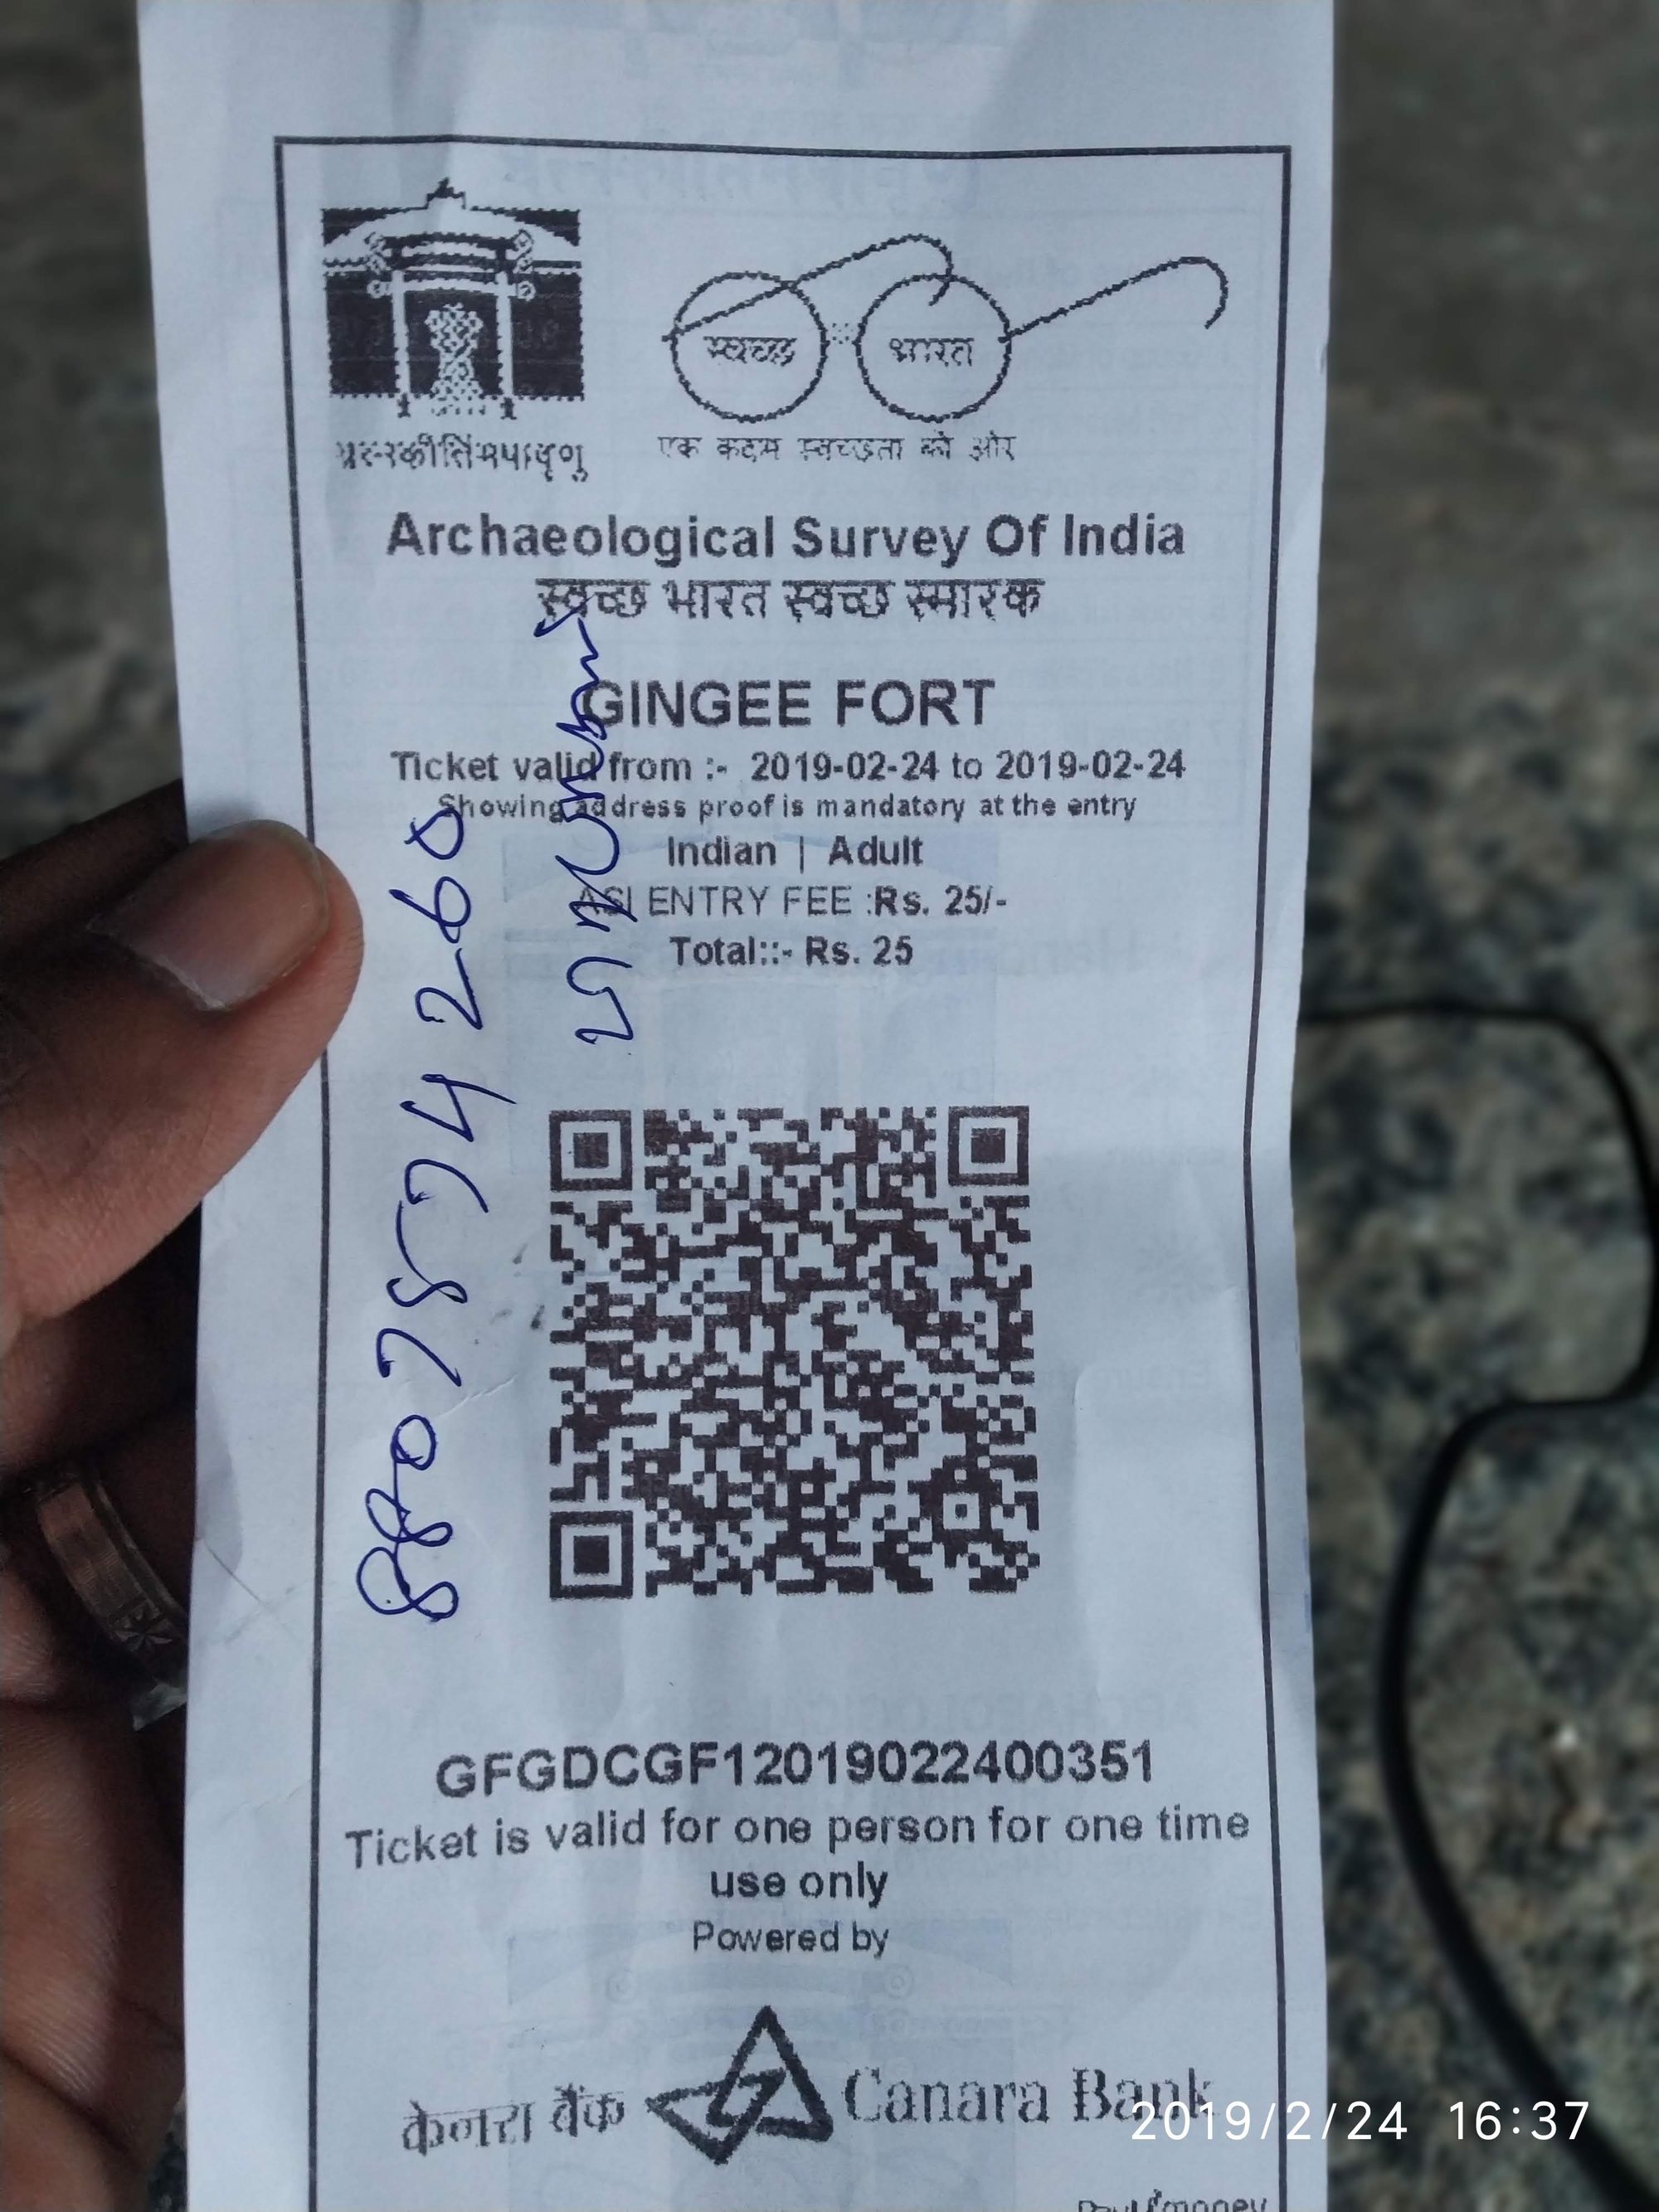 स्वच्छ भारत
प्रत्नकीर्तिमपावृणु
एक कदम स्वच्छता की ओर
Archaeological Survey Of India
स्वच्छ भारत स्वच्छ स्मारक
GINGEE FORT
Ticket valid from :- 2019-02-24 to 2019-02-24
Showing address proof is mandatory at the entry
Indian | Adult
ASI ENTRY FEE :Rs. 25/-
Total::- Rs. 25
8807574260
GFGDCGF12019022400351
Ticket is valid for one person for one time
use only
Powered by
केनरा बैंक Canara Bank
2019/2/24 16:37